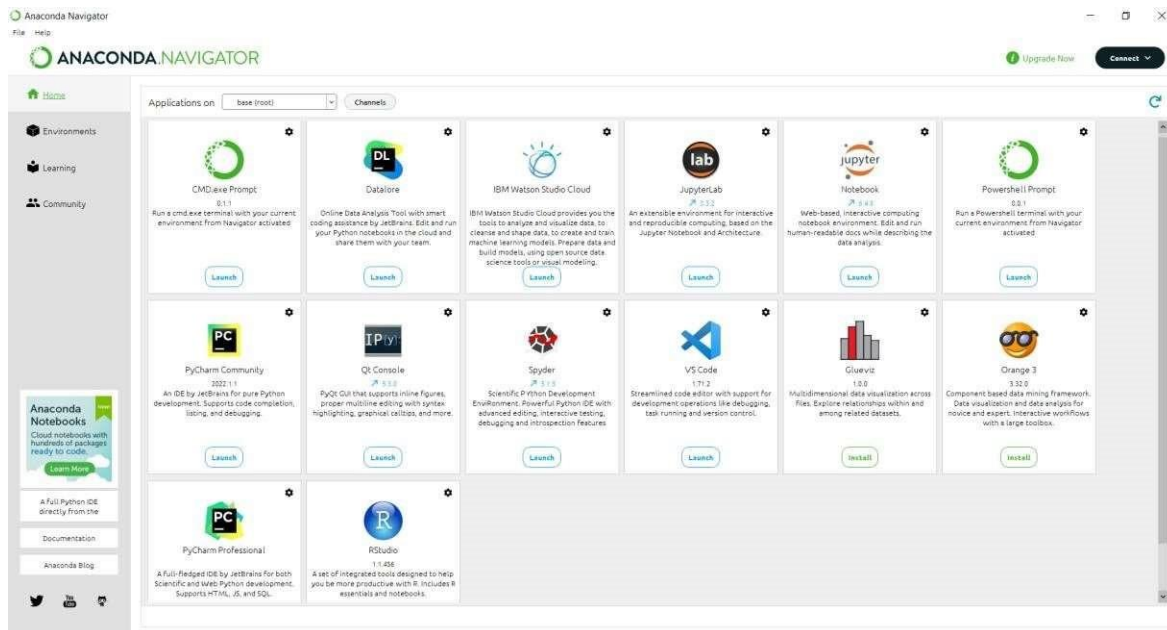 Anaconda Navigator
File Help
ANACONDA.NAVIGATOR
Upgrade Now
Connect
Home
Environments
Learning
Community
Applications on base (root) Channels
CMD.exe Prompt
0.1.1
Run a cmd.exe terminal with your current
environment from Navigator activated
Launch
DL
Datalore
Online Data Analysis Tool with smart
coding assistance by JetBrains. Edit and run
your Python notebooks in the cloud and
share them with your team.
Launch
IBM Watson Studio Cloud
IBM Watson Studio Cloud provides you the
tools to analyze and visualize data, to
cleanse and shape data, to create and train
machine learning models. Prepare data and
build models, using open source data
science tools or visual modeling.
Launch
lab
JupyterLab
3.3.2
An extensible environment for interactive
and reproducible computing, based on the
Jupyter Notebook and Architecture.
Launch
jupyter
Notebook
Web-based, interactive computing
notebook environment. Edit and run
human-readable docs while describing the
data analysis.
Launch
Powershell Prompt
0.0.1
Run a Powershell terminal with your
current environment from Navigator
activated
Launch
PC
PyCharm Community
2022.1.1
An IDE by JetBrains for pure Python
development. Supports code completion,
listing, and debugging.
Launch
IP[y]:
Qt Console
5.3.0
PyQt GUI that supports inline figures,
proper multiline editing with syntax
highlighting, graphical calltips, and more.
Launch
Spyder
Scientific PYthon Development
EnviRonment. Powerful Python IDE with
advanced editing, interactive testing,
debugging and introspection features
Launch
VS Code
1.71.2
Streamlined code editor with support for
development operations like debugging,
task running and version control.
Launch
Glueviz
1.0.0
Multidimensional data visualization across
files. Explore relationships within and
among related datasets.
Install
Orange 3
3.32.0
Component based data mining framework.
Data visualization and data analysis for
novice and expert. Interactive workflows
with a large toolbox.
Install
PC
PyCharm Professional
A full-fledged IDE by JetBrains for both
Scientific and Web Python development.
Supports HTML, JS, and SQL.
R
RStudio
1.1.456
A set of integrated tools designed to help
you be more productive with R. Includes R
essentials and notebooks.
Anaconda
Notebooks
Cloud notebooks with
hundreds of packages
ready to code.
Learn More
A full Python IDE
directly from the
Documentation
Anaconda Blog
You
Tube